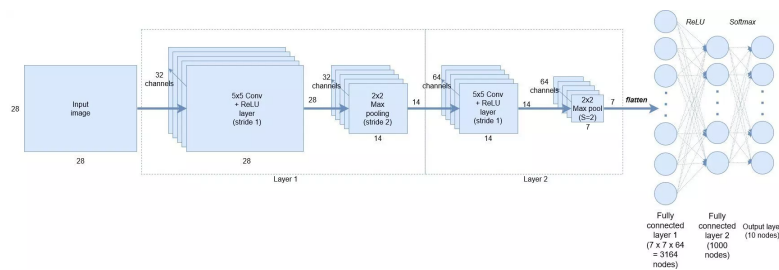 Input
image
28
28
32
channels
5x5 Conv
+ ReLU
layer
(stride 1)
28
28
32
channels
2x2
Max
pooling
(stride 2)
14
14
Layer 1
64
channels
5x5 Conv
+ ReLU
layer
(stride 1)
14
14
64
channels
2x2
Max pool
(S=2)
7
7
Layer 2
flatten
ReLU
Softmax
Fully
connected
layer 1
(7 x 7 x 64
= 3164
nodes)
Fully
connected
layer 2
(1000
nodes)
Output layer
(10 nodes)